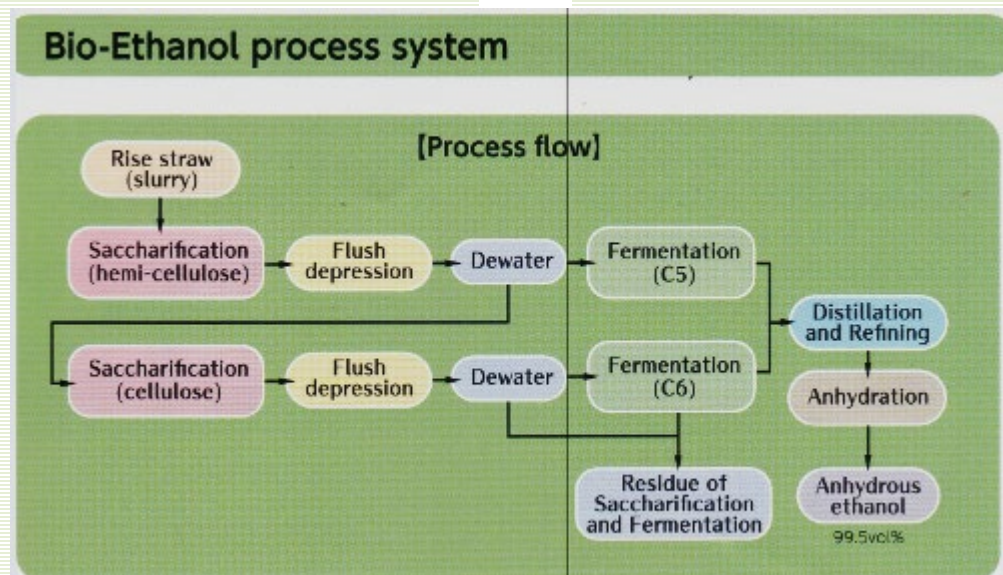 Bio-Ethanol process system
【Process flow】
Rise straw
(slurry)
Saccharification
(hemi-cellulose)
Flush
depression
Dewater
Fermentation
(C5)
Distillation
and Refining
Saccharification
(cellulose)
Flush
depression
Dewater
Fermentation
(C6)
Anhydration
Residue of
Saccharification
and Fermentation
Anhydrous
ethanol
99.5vol%